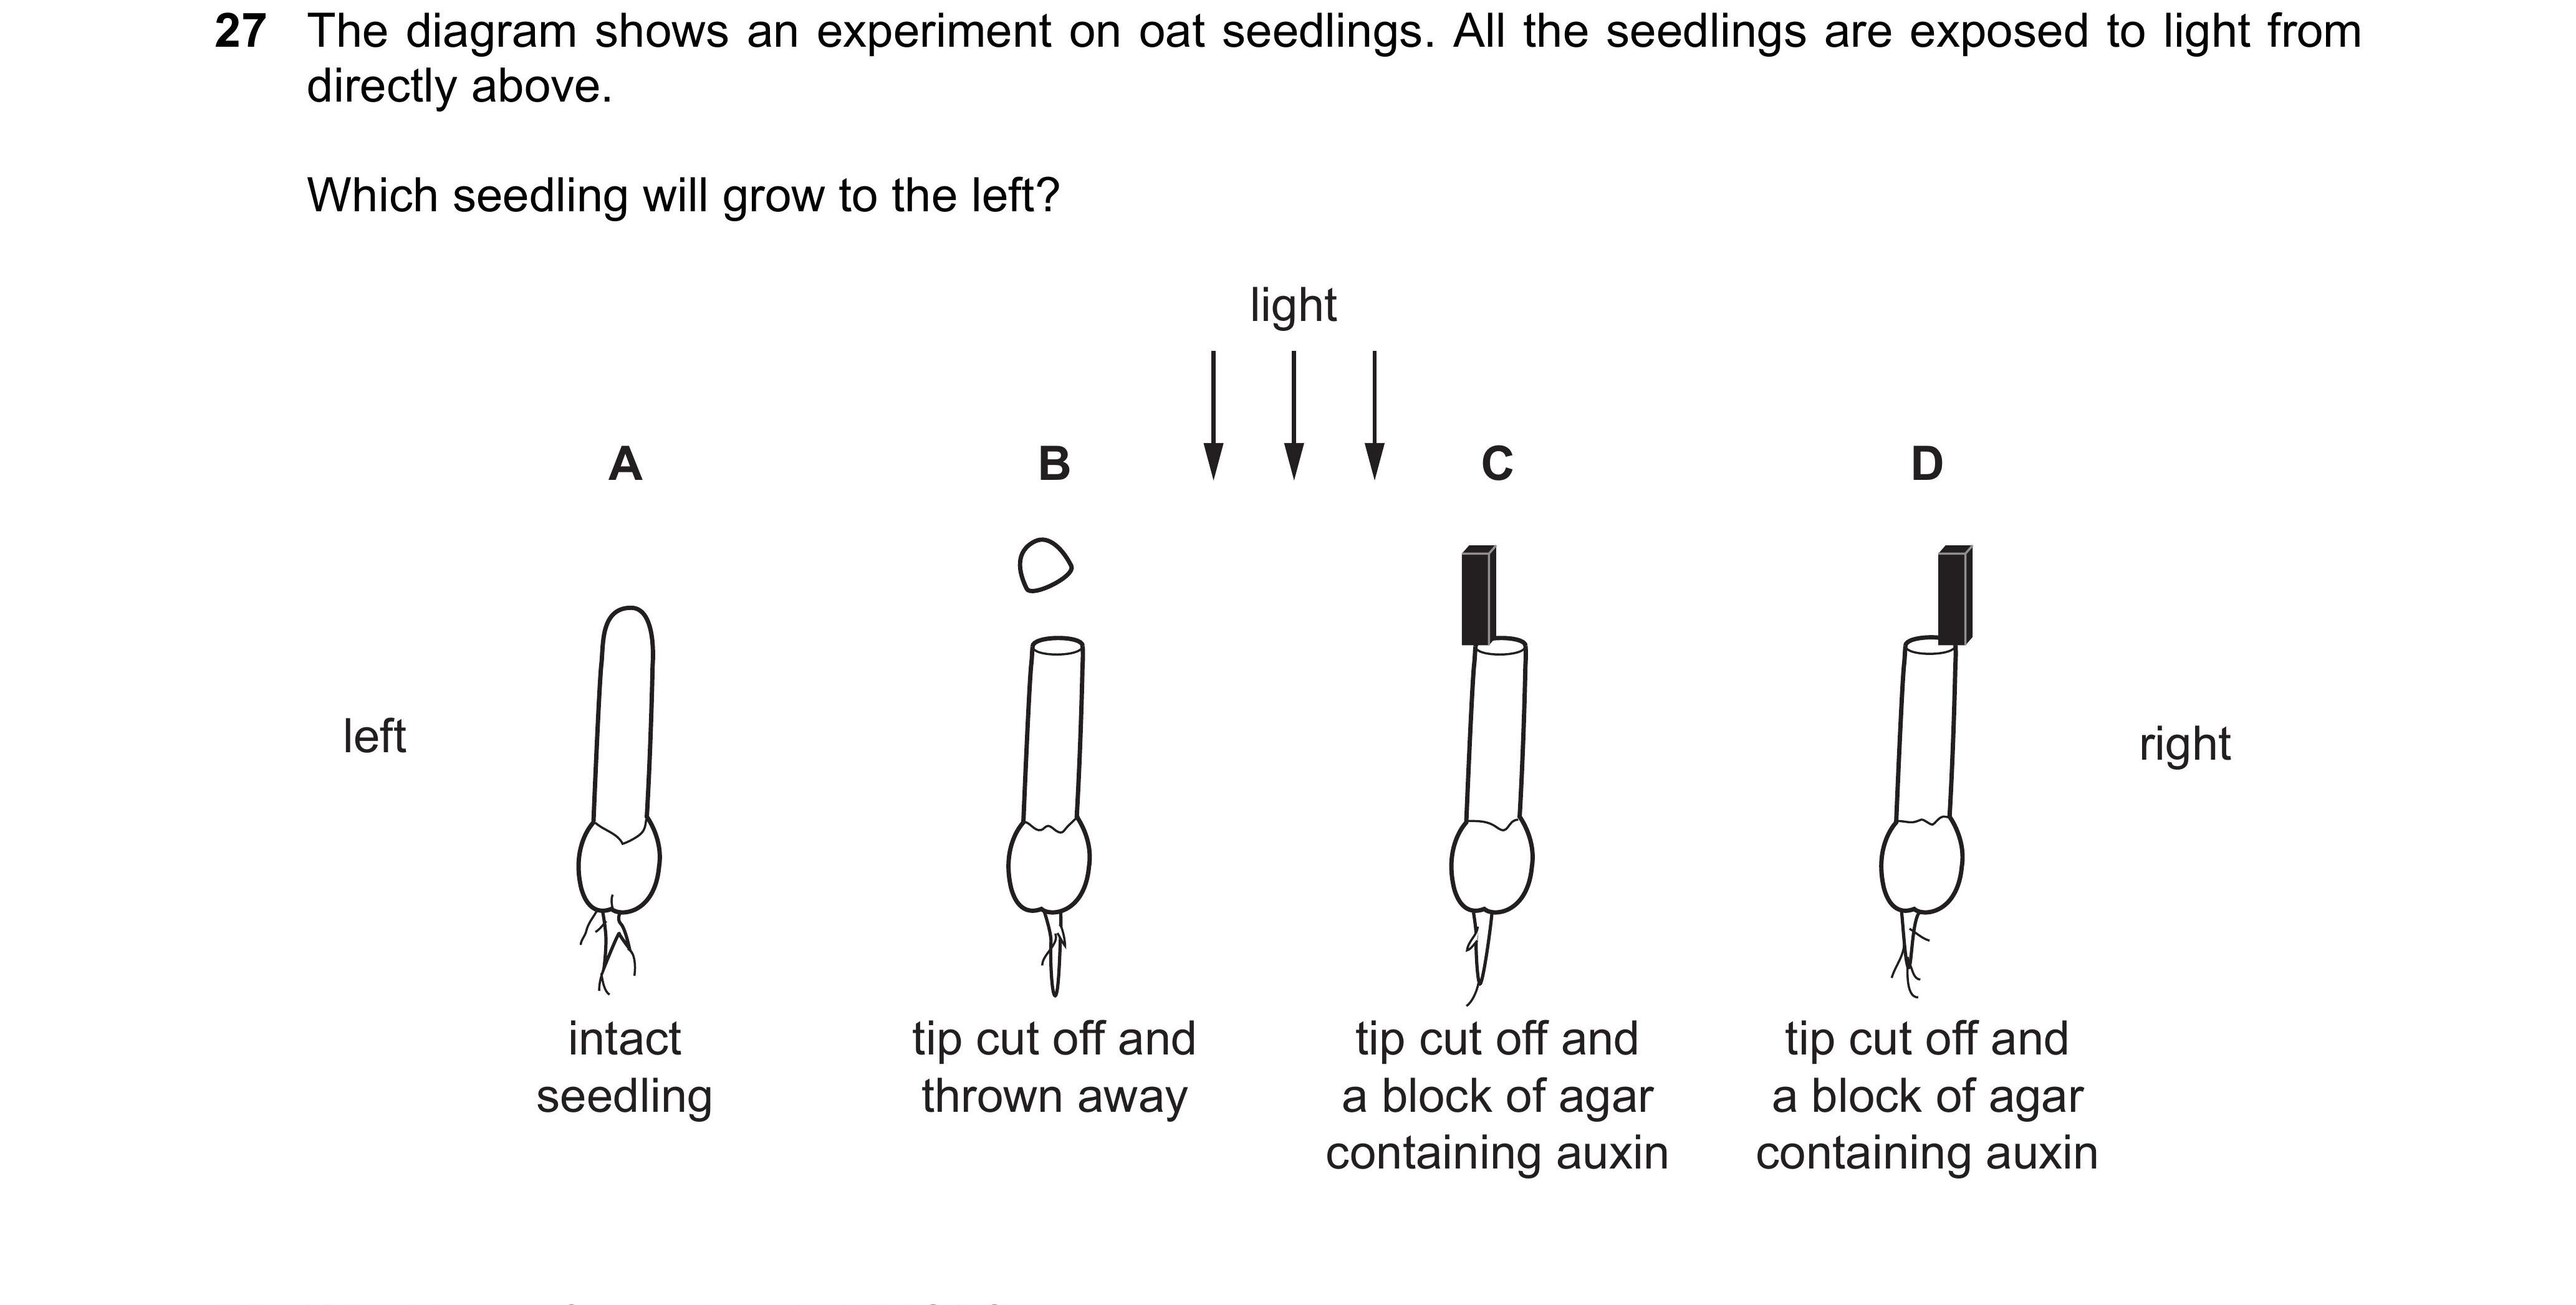 27 The diagram shows an experiment on oat seedlings. All the seedlings are exposed to light from
directly above.
Which seedling will grow to the left?
light
A B C D
left right
intact
seedling
tip cut off and
thrown away
tip cut off and
a block of agar
containing auxin
tip cut off and
a block of agar
containing auxin